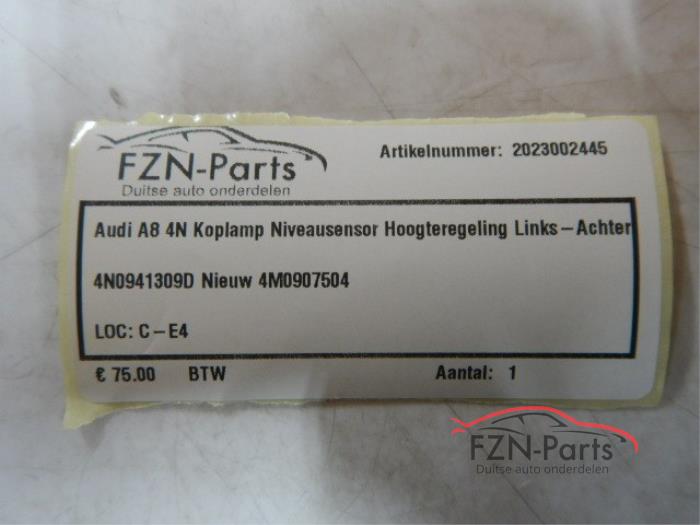 FZN-Parts
Duitse auto onderdelen
Artikelnummer: 2023002445
Audi A8 4N Koplamp Niveausensor Hoogteregeling Links-Achter
4N0941309D Nieuw 4M0907504
LOC: C-E4
€ 75.00 BTW Aantal: 1
FZN-Parts
Duitse auto onderdelen